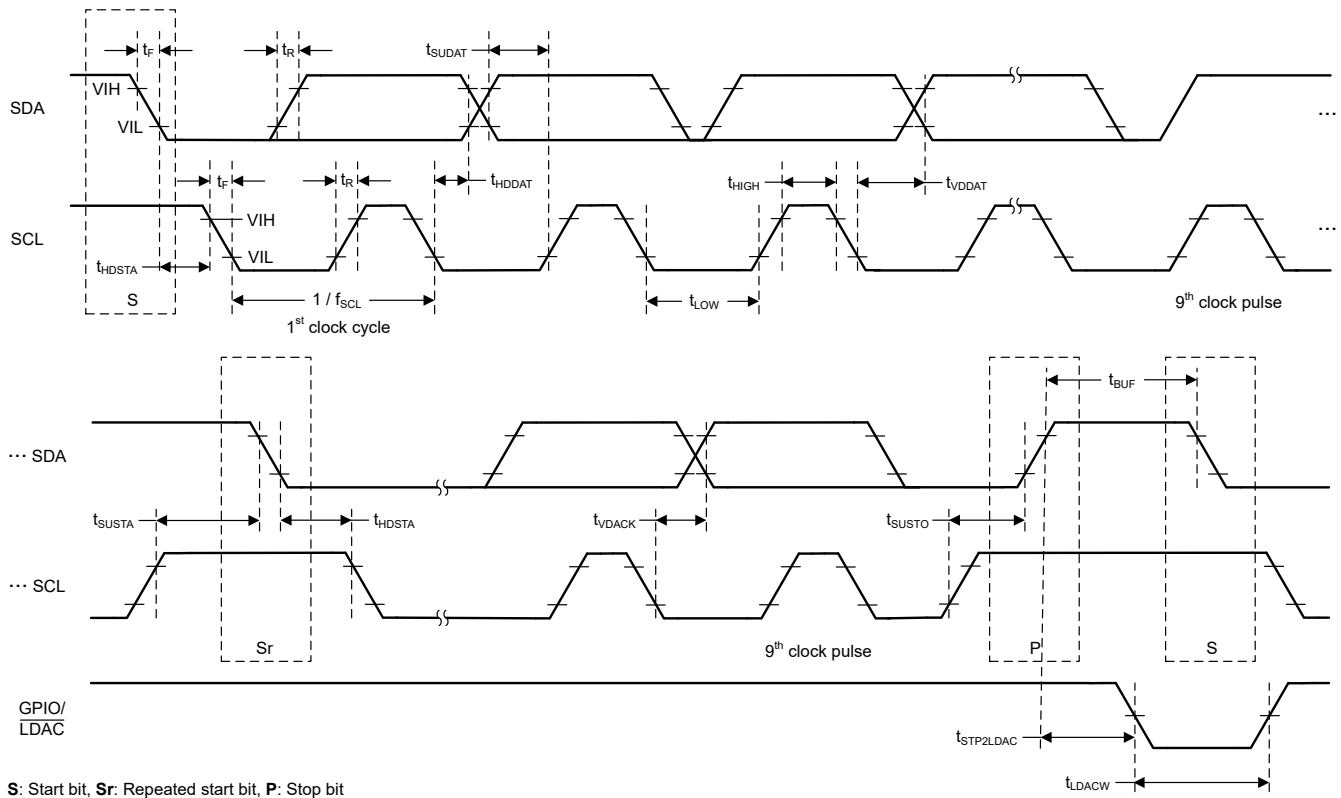 tF
tR
tSUDAT
VIH
SDA
VIL
...
tF
tR
tHDDAT
tHIGH
tVDDAT
SCL
VIH
VIL
...
tHDSTA
S
1 / fSCL
1st clock cycle
tLOW
9th clock pulse
tBUF
... SDA
tSUSTA
tHDSTA
tVDACK
tSUSTO
... SCL
Sr
9th clock pulse
P
S
GPIO/
LDAC
tSTP2LDAC
tLDACW
S: Start bit, Sr: Repeated start bit, P: Stop bit